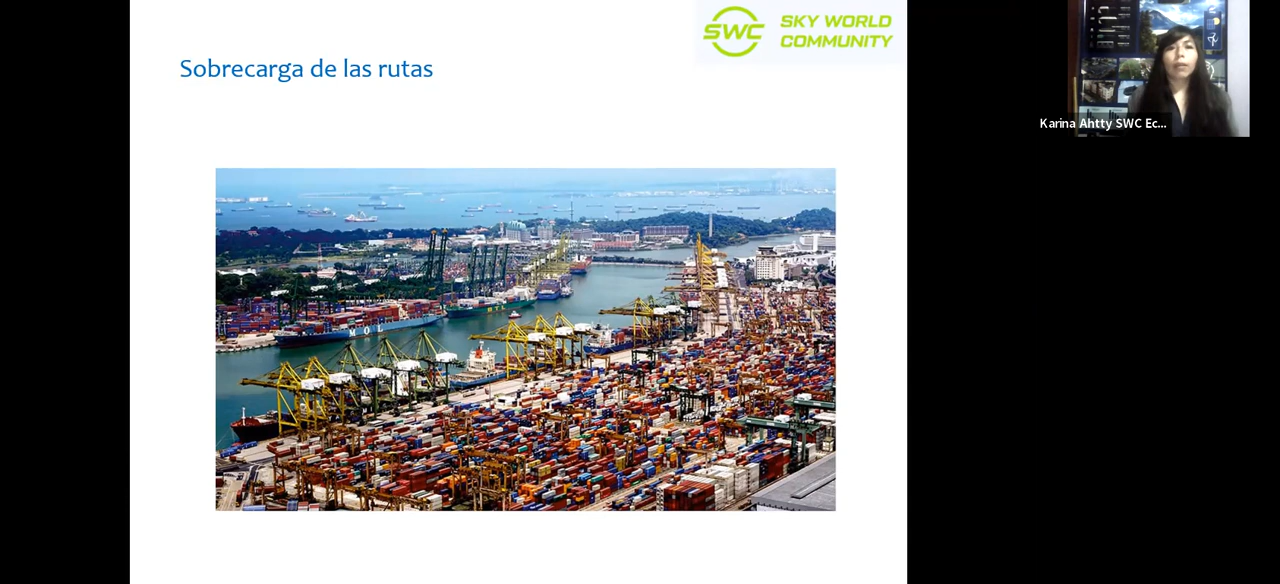 SWC
SKY WORLD
COMMUNITY
Sobrecarga de las rutas
MOL
Karina Ahtty SWC Ec...